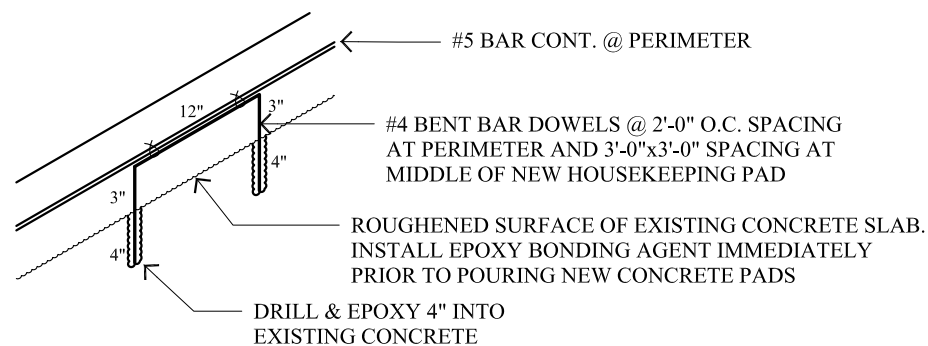 #5 BAR CONT. @ PERIMETER
12"
3"
#4 BENT BAR DOWELS @ 2'-0" O.C. SPACING
AT PERIMETER AND 3'-0"x3'-0" SPACING AT
MIDDLE OF NEW HOUSEKEEPING PAD
4"
3"
ROUGHENED SURFACE OF EXISTING CONCRETE SLAB.
INSTALL EPOXY BONDING AGENT IMMEDIATELY
PRIOR TO POURING NEW CONCRETE PADS
4"
DRILL & EPOXY 4" INTO
EXISTING CONCRETE